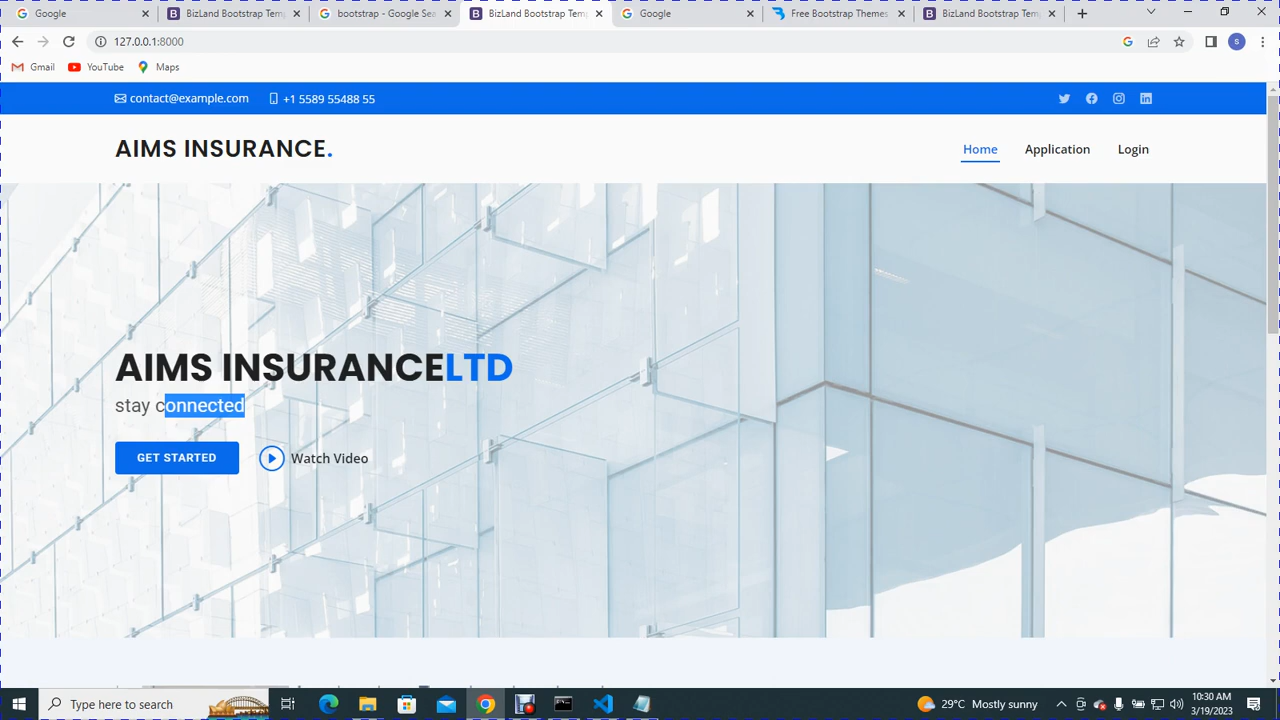 Google
BizLand Bootstrap Temp
bootstrap - Google Sea
BizLand Bootstrap Temp
Google
Free Bootstrap Themes
BizLand Bootstrap Temp
127.0.0.1:8000
S
Gmail
YouTube
Maps
contact@example.com
+1 5589 55488 55
AIMS INSURANCE.
Home
Application
Login
AIMS INSURANCELTD
stay connected
GET STARTED
Watch Video
Type here to search
29°C Mostly sunny
10:30 AM
3/19/2023